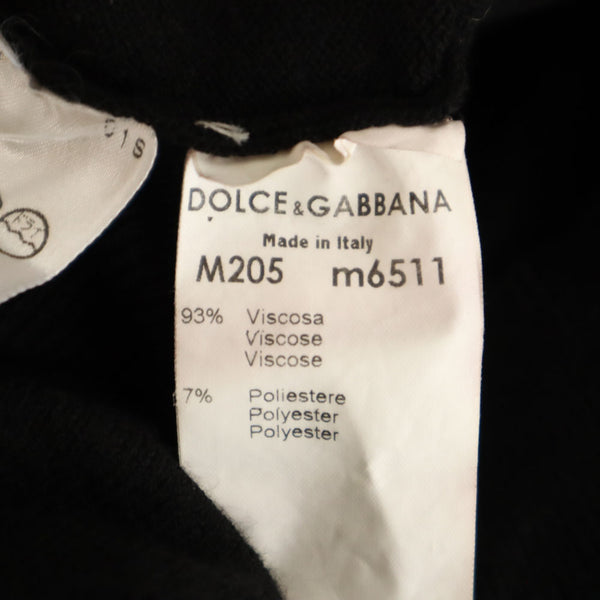 DOLCE & GABBANA
Made in Italy
M205 m6511
93% Viscosa
Viscose
Viscose
7% Poliestere
Polyester
Polyester